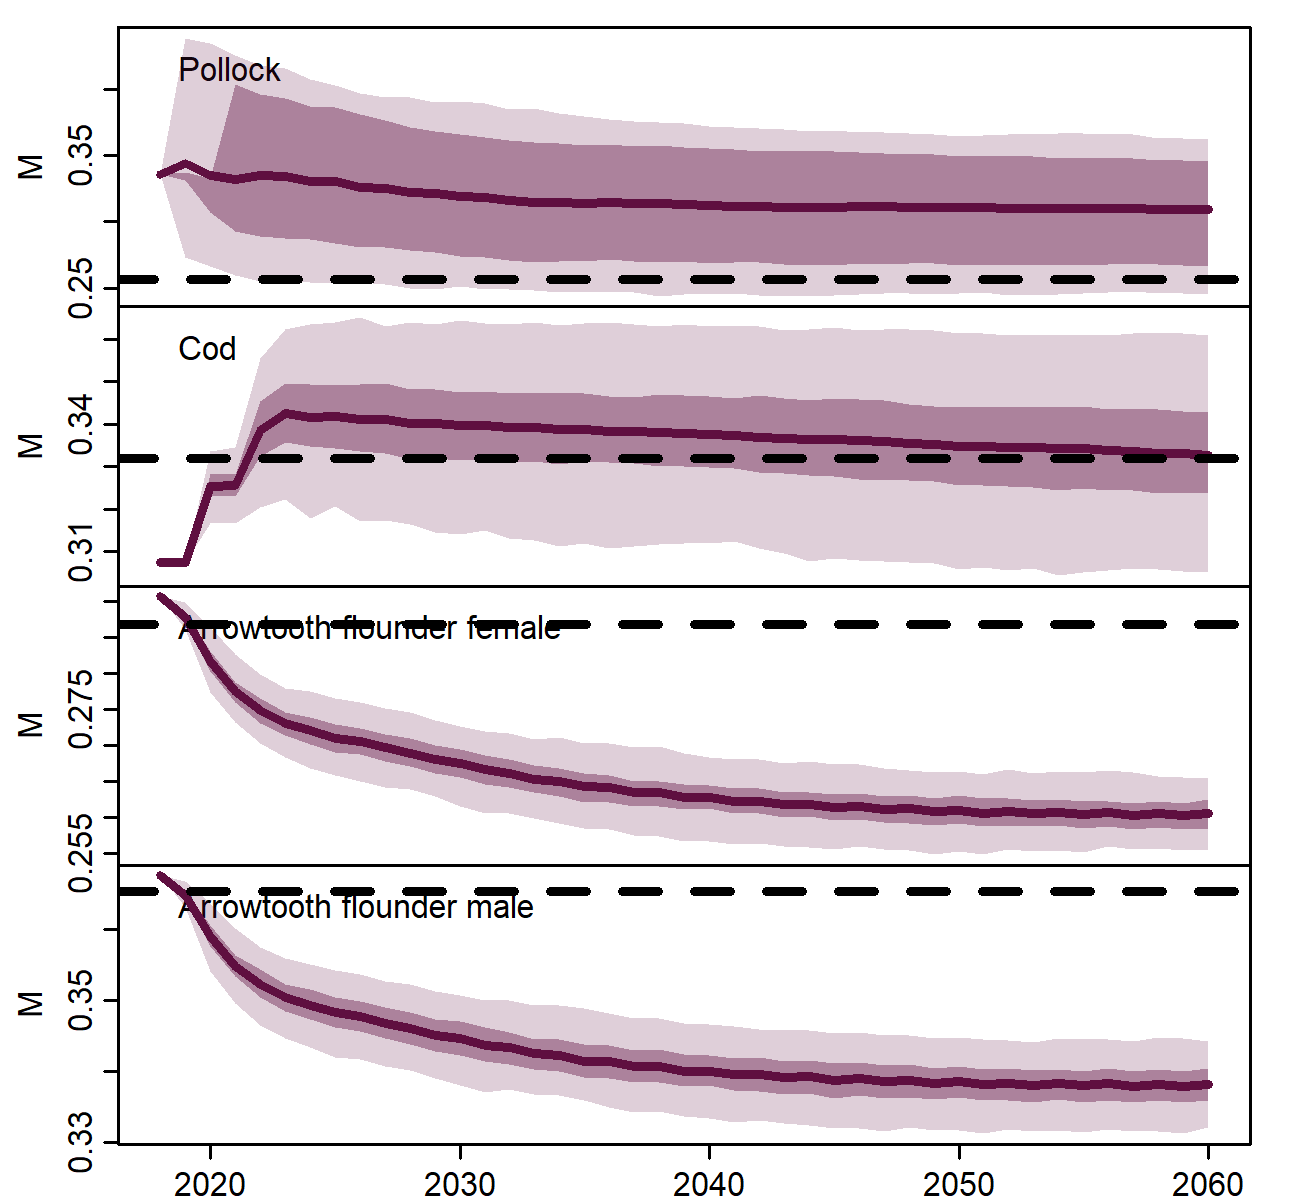 Pollock
M
0.35
0.25
Cod
M
0.34
0.31
Arrowtooth flounder female
M
0.275
0.255
Arrowtooth flounder male
M
0.35
0.33
2020 2030 2040 2050 2060